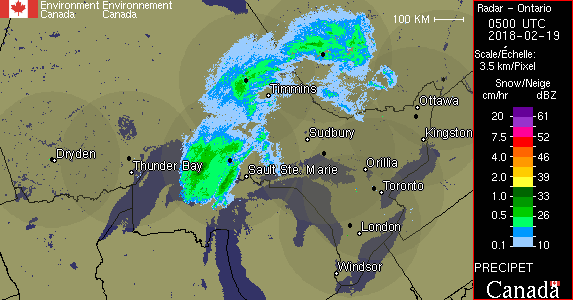 Environment Environnement
Canada Canada
100 KM
Timmins
Ottawa
Sudbury
Kingston
Dryden
Thunder Bay
Sault Ste. Marie
Orillia
Toronto
London
Windsor
Radar - Ontario
0500 UTC
2018-02-19
Scale/Échelle:
3.5 km/Pixel
Snow/Neige
cm/hr dBZ
20 61
7.5 52
4.0 46
2.0 39
1.0 33
0.5 26
0.1 10
PRECIPET
Canada